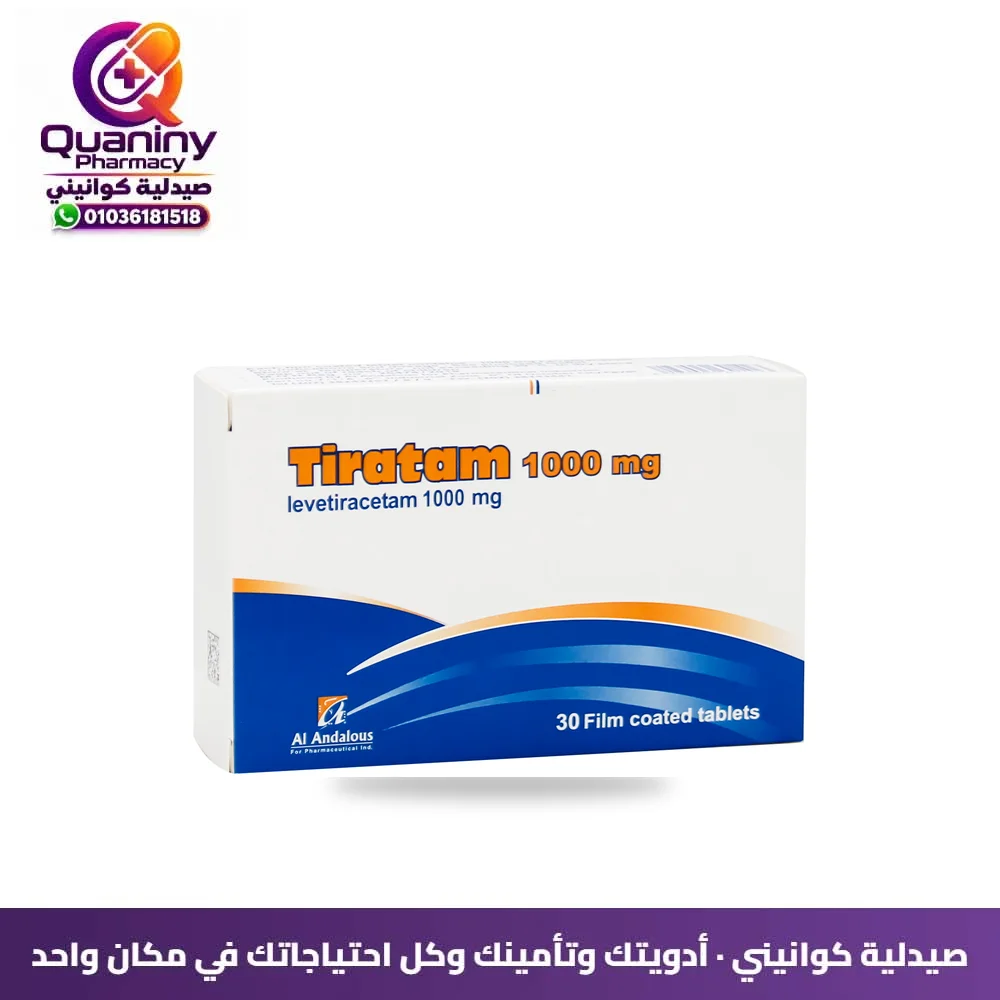 Quaniny
Pharmacy
صيدلية كوانيني
01036181518
Tiratam 1000 mg
levetiracetam 1000 mg
30 Film coated tablets
Al Andalous
For Pharmaceutical Ind.
صيدلية كوانيني · أدويتك وتأمينك وكل احتياجاتك في مكان واحد